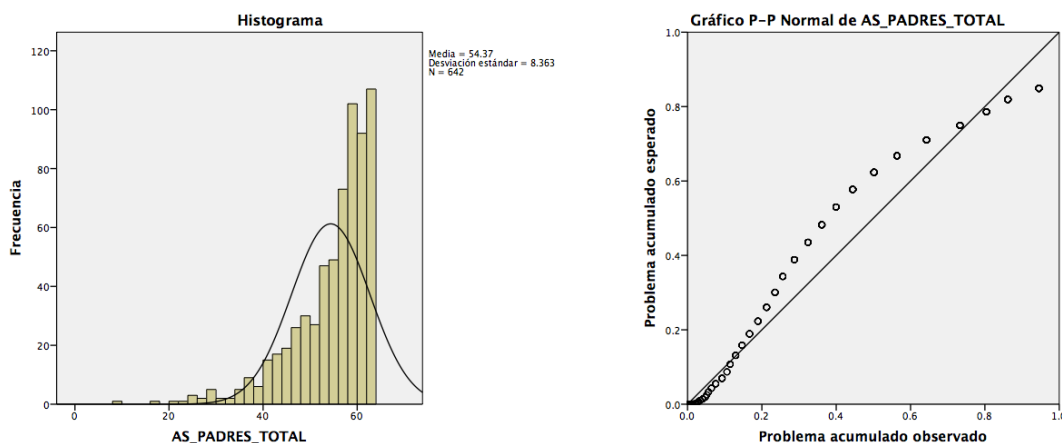 Histograma
Media = 54.37
Desviación estándar = 8.363
N = 642
120
100
80
60
40
20
0
Frecuencia
0 20 40 60
AS_PADRES_TOTAL
Gráfico P-P Normal de AS_PADRES_TOTAL
1.0
0.8
0.6
0.4
0.2
0.0
Problema acumulado esperado
0.0 0.2 0.4 0.6 0.8 1.0
Problema acumulado observado